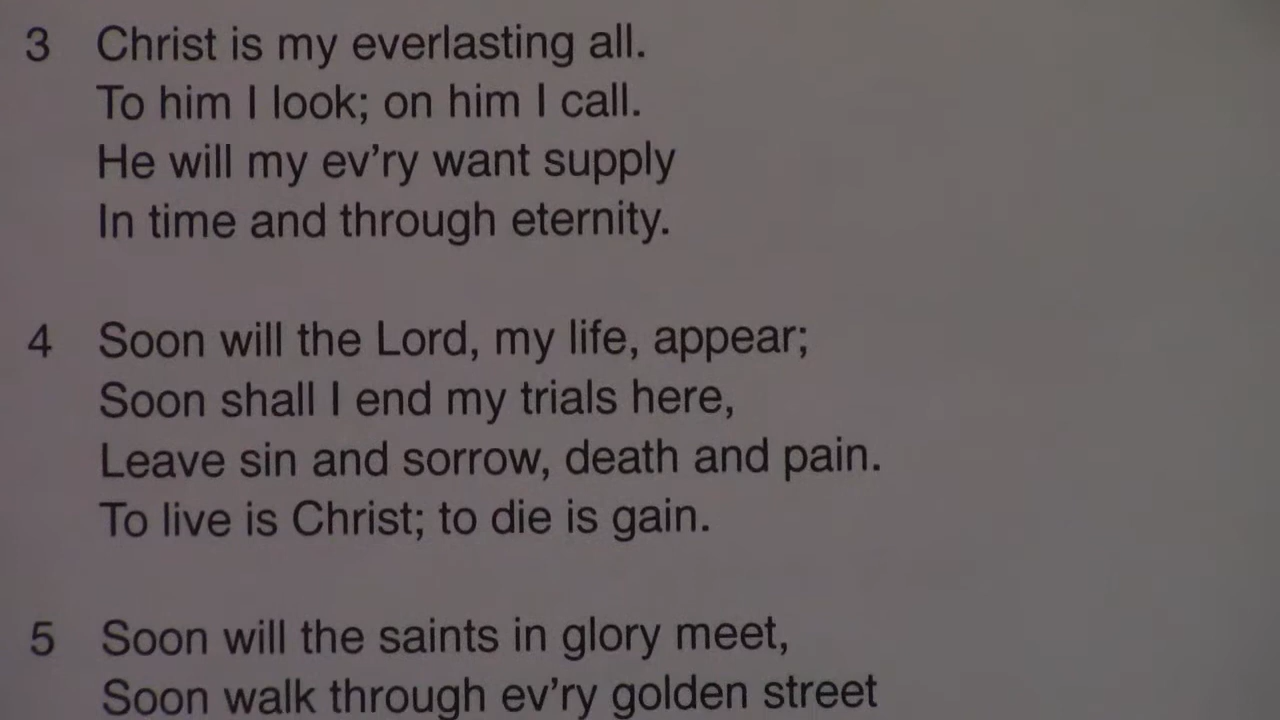 3 Christ is my everlasting all.
To him I look; on him I call.
He will my ev’ry want supply
In time and through eternity.
4 Soon will the Lord, my life, appear;
Soon shall I end my trials here,
Leave sin and sorrow, death and pain.
To live is Christ; to die is gain.
5 Soon will the saints in glory meet,
Soon walk through ev’ry golden street